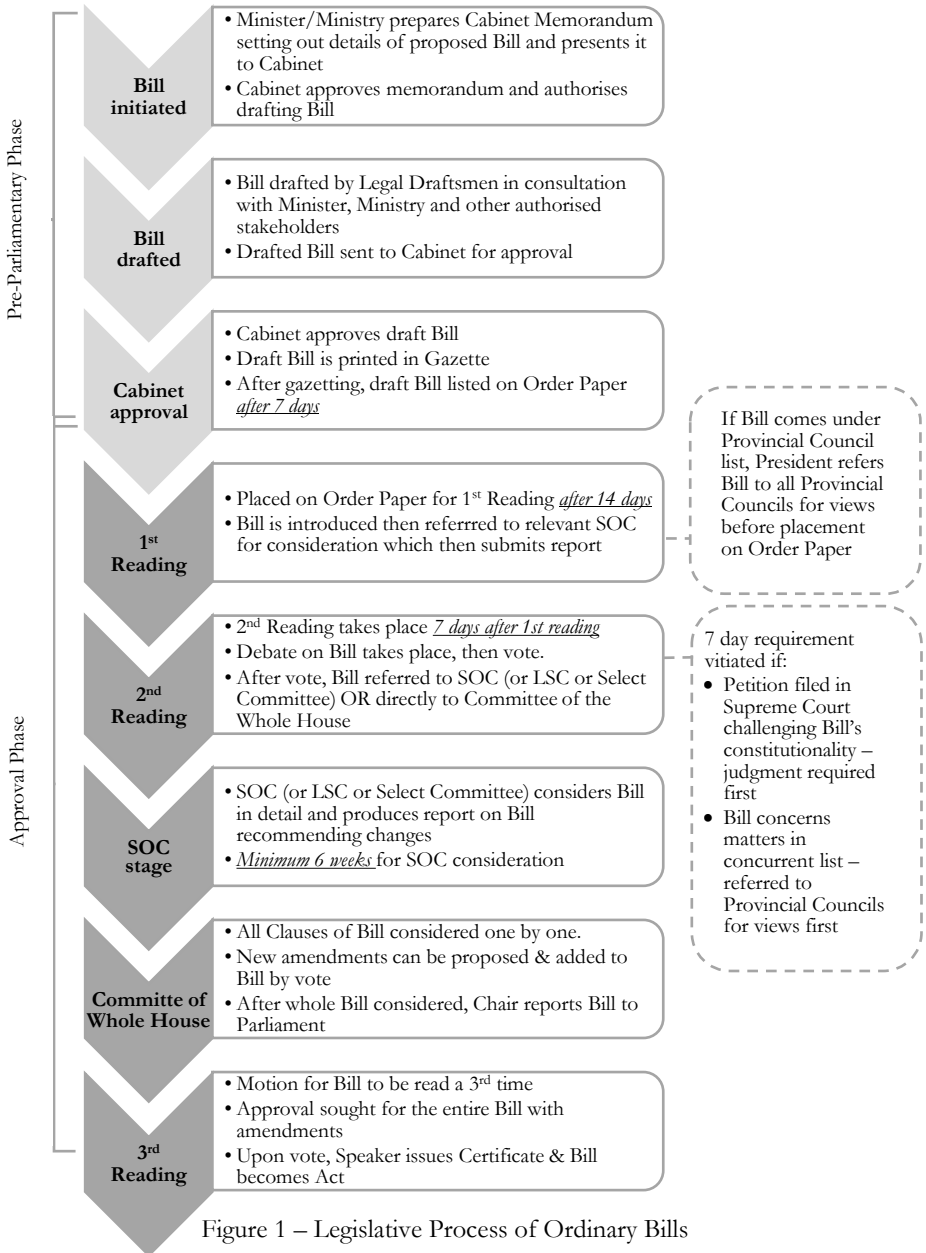 Pre-Parliamentary Phase
Bill
initiated
• Minister/Ministry prepares Cabinet Memorandum
setting out details of proposed Bill and presents it
to Cabinet
• Cabinet approves memorandum and authorises
drafting Bill
Bill
drafted
• Bill drafted by Legal Draftsmen in consultation
with Minister, Ministry and other authorised
stakeholders
• Drafted Bill sent to Cabinet for approval
Cabinet
approval
• Cabinet approves draft Bill
• Draft Bill is printed in Gazette
• After gazetting, draft Bill listed on Order Paper
after 7 days
Approval Phase
1st
Reading
• Placed on Order Paper for 1st Reading after 14 days
• Bill is introduced then referrred to relevant SOC
for consideration which then submits report
If Bill comes under
Provincial Council
list, President refers
Bill to all Provincial
Councils for views
before placement
on Order Paper
2nd
Reading
• 2nd Reading takes place 7 days after 1st reading
• Debate on Bill takes place, then vote.
• After vote, Bill referred to SOC (or LSC or Select
Committee) OR directly to Committee of the
Whole House
7 day requirement
vitiated if:
• Petition filed in
Supreme Court
challenging Bill's
constitutionality –
judgment required
first
• Bill concerns
matters in
concurrent list –
referred to
Provincial Councils
for views first
SOC
stage
• SOC (or LSC or Select Committee) considers Bill
in detail and produces report on Bill
recommending changes
• Minimum 6 weeks for SOC consideration
Committe of
Whole House
• All Clauses of Bill considered one by one.
• New amendments can be proposed & added to
Bill by vote
• After whole Bill considered, Chair reports Bill to
Parliament
3rd
Reading
• Motion for Bill to be read a 3rd time
• Approval sought for the entire Bill with
amendments
• Upon vote, Speaker issues Certificate & Bill
becomes Act
Figure 1 – Legislative Process of Ordinary Bills